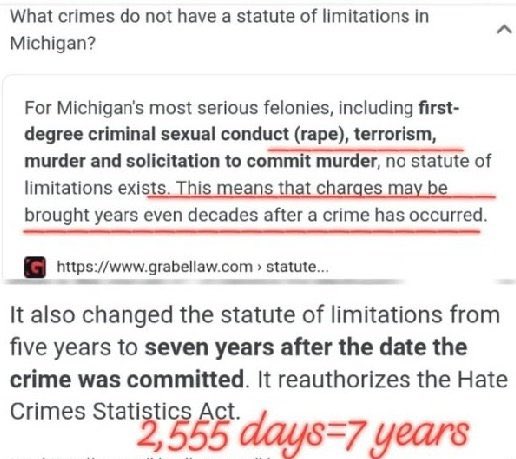 What crimes do not have a statute of limitations in
Michigan?
For Michigan's most serious felonies, including first-
degree criminal sexual conduct (rape), terrorism,
murder and solicitation to commit murder, no statute of
limitations exists. This means that charges may be
brought years even decades after a crime has occurred.
G https://www.grabellaw.com › statute...
It also changed the statute of limitations from
five years to seven years after the date the
crime was committed. It reauthorizes the Hate
Crimes Statistics Act.
2,555 days=7 years